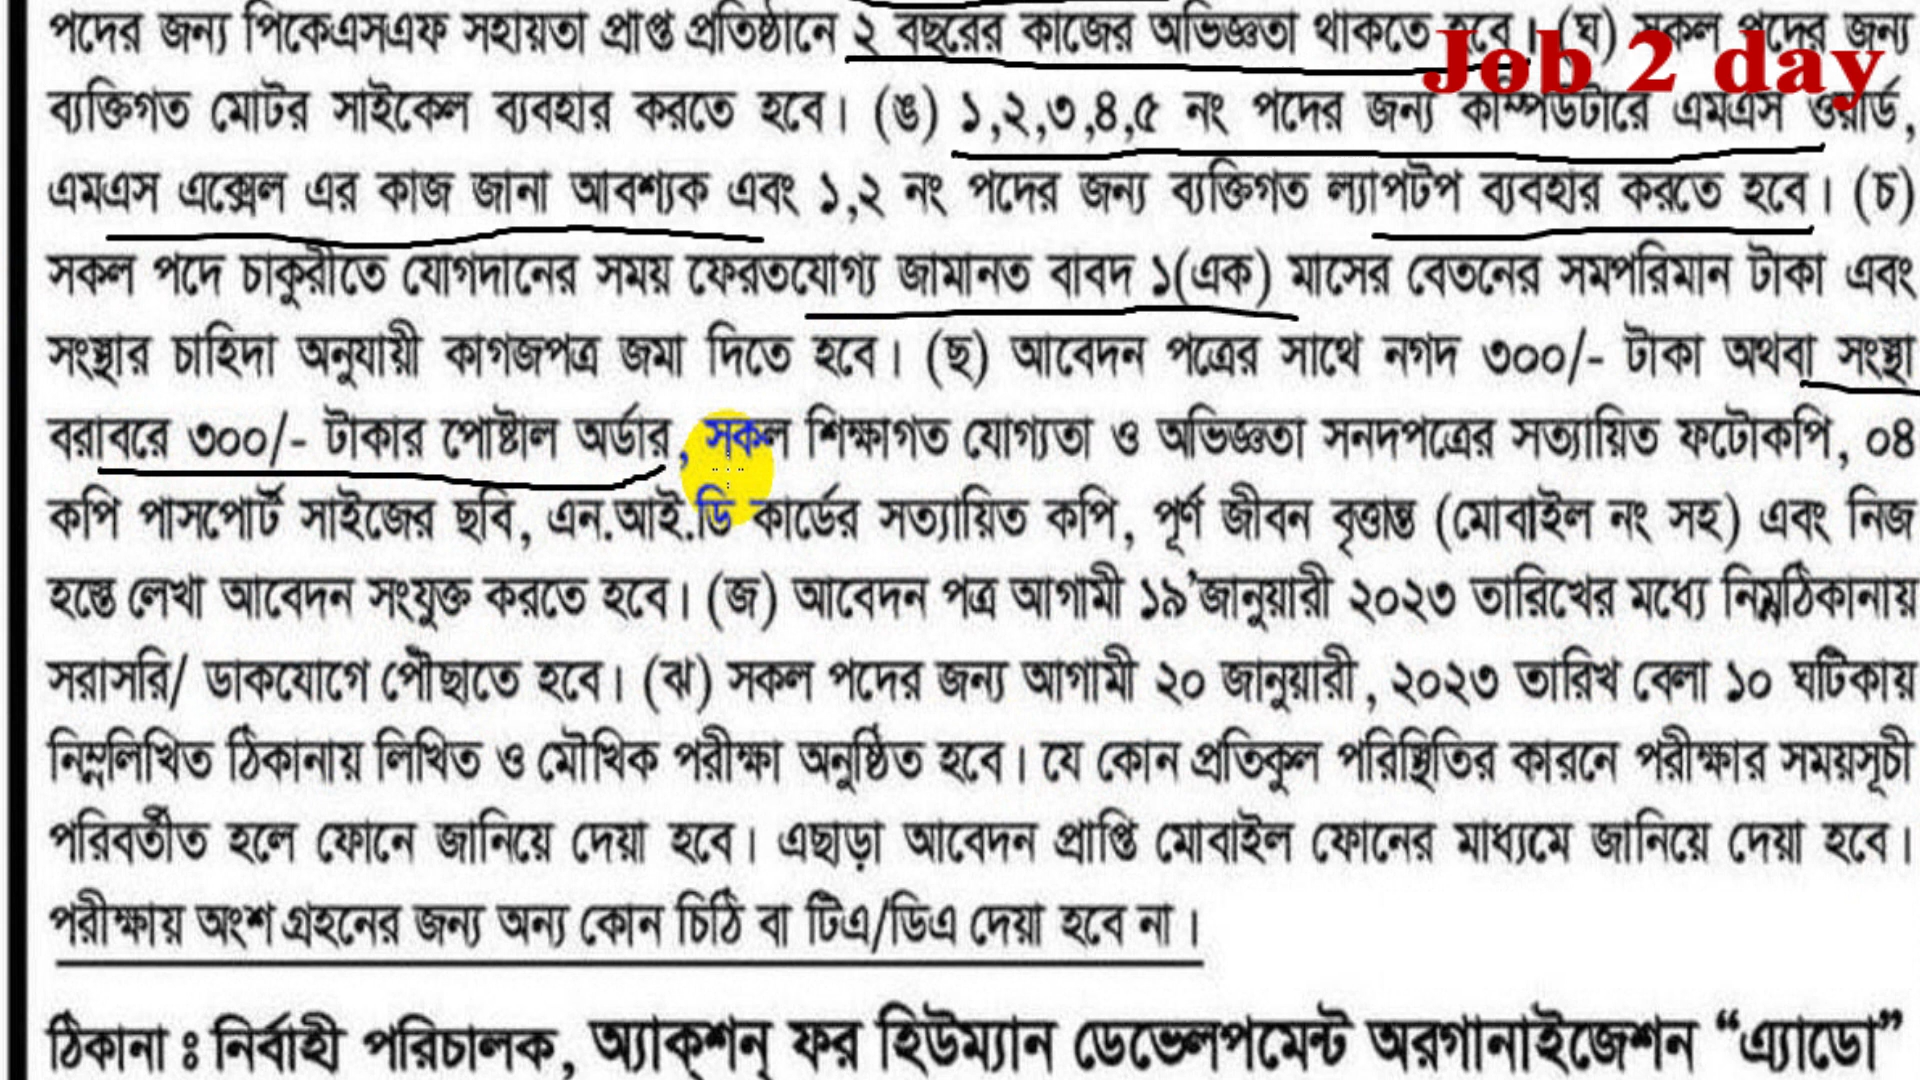 পদের জন্য পিকেএসএফ সহায়তা প্রাপ্ত প্রতিষ্ঠানে ২ বছরের কাজের অভিজ্ঞতা থাকতে হবে। (ঘ) সকল পদের জন্য
Job 2 day
ব্যক্তিগত মোটর সাইকেল ব্যবহার করতে হবে। (ঙ) ১,২,৩,৪,৫ নং পদের জন্য কম্পিউটারে এমএস ওয়ার্ড,
এমএস এক্সেল এর কাজ জানা আবশ্যক এবং ১,২ নং পদের জন্য ব্যক্তিগত ল্যাপটপ ব্যবহার করতে হবে। (চ)
সকল পদে চাকুরীতে যোগদানের সময় ফেরতযোগ্য জামানত বাবদ ১(এক) মাসের বেতনের সমপরিমান টাকা এবং
সংস্থার চাহিদা অনুযায়ী কাগজপত্র জমা দিতে হবে। (ছ) আবেদন পত্রের সাথে নগদ ৩০০/- টাকা অথবা সংস্থা
বরাবরে ৩০০/- টাকার পোষ্টাল অর্ডার, সকল শিক্ষাগত যোগ্যতা ও অভিজ্ঞতা সনদপত্রের সত্যায়িত ফটোকপি, ০৪
কপি পাসপোর্ট সাইজের ছবি, এন.আই.ডি কার্ডের সত্যায়িত কপি, পূর্ণ জীবন বৃত্তান্ত (মোবাইল নং সহ) এবং নিজ
হস্তে লেখা আবেদন সংযুক্ত করতে হবে। (জ) আবেদন পত্র আগামী ১৯'জানুয়ারী ২০২৩ তারিখের মধ্যে নিম্নঠিকানায়
সরাসরি/ ডাকযোগে পৌঁছাতে হবে। (ঝ) সকল পদের জন্য আগামী ২০ জানুয়ারী, ২০২৩ তারিখ বেলা ১০ ঘটিকায়
নিম্নলিখিত ঠিকানায় লিখিত ও মৌখিক পরীক্ষা অনুষ্ঠিত হবে। যে কোন প্রতিকুল পরিস্থিতির কারনে পরীক্ষার সময়সূচী
পরিবর্তীত হলে ফোনে জানিয়ে দেয়া হবে। এছাড়া আবেদন প্রাপ্তি মোবাইল ফোনের মাধ্যমে জানিয়ে দেয়া হবে।
পরীক্ষায় অংশ গ্রহনের জন্য অন্য কোন চিঠি বা টিএ/ডিএ দেয়া হবে না।
ঠিকানা ঃ নির্বাহী পরিচালক, অ্যাক্শন্ ফর হিউম্যান ডেভেলপমেন্ট অরগানাইজেশন “এ্যাডো”